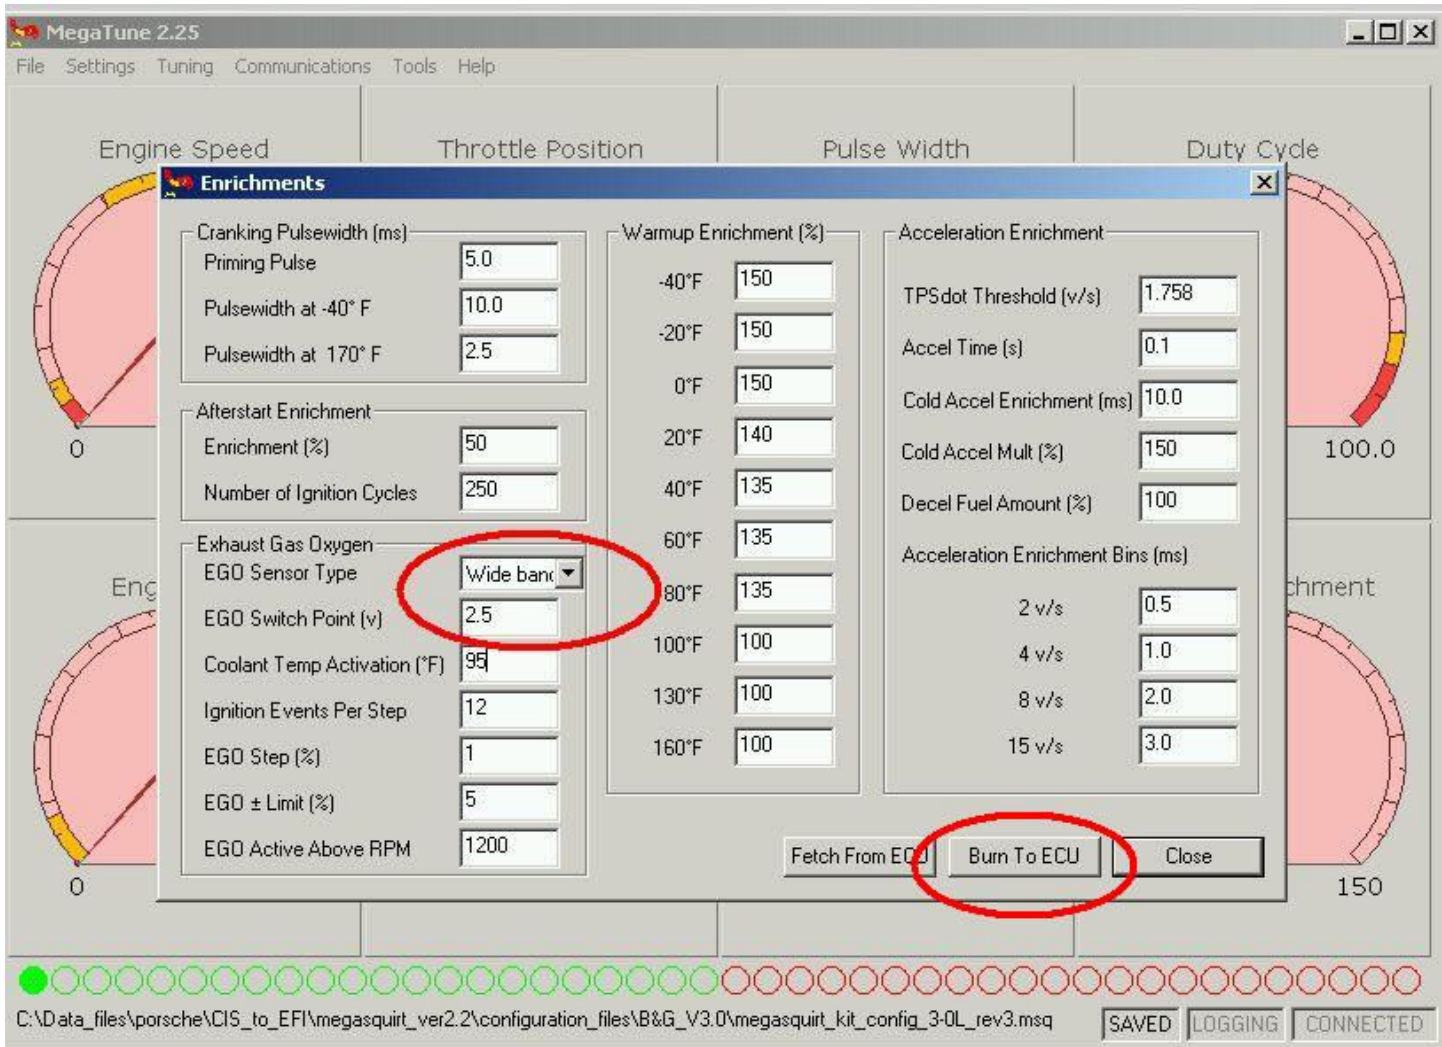 MegaTune 2.25
File Settings Tuning Communications Tools Help
Engine Speed
Throttle Position
Pulse Width
Duty Cycle
Enrichments
Cranking Pulsewidth (ms)
Priming Pulse 5.0
Pulsewidth at -40° F 10.0
Pulsewidth at 170° F 2.5
Afterstart Enrichment
Enrichment (%) 50
Number of Ignition Cycles 250
Exhaust Gas Oxygen
EGO Sensor Type Wide band
EGO Switch Point (v) 2.5
Coolant Temp Activation (°F) 95
Ignition Events Per Step 12
EGO Step (%) 1
EGO ± Limit (%) 5
EGO Active Above RPM 1200
Warmup Enrichment (%)
-40°F 150
-20°F 150
0°F 150
20°F 140
40°F 135
60°F 135
80°F 135
100°F 100
130°F 100
160°F 100
Acceleration Enrichment
TPSdot Threshold (v/s) 1.758
Accel Time (s) 0.1
Cold Accel Enrichment (ms) 10.0
Cold Accel Mult (%) 150
Decel Fuel Amount (%) 100
Acceleration Enrichment Bins (ms)
2 v/s 0.5
4 v/s 1.0
8 v/s 2.0
15 v/s 3.0
Fetch From ECU Burn To ECU Close
0
100.0
Eng
chment
0
150
C:\Data_files\porsche\CIS_to_EFI\megasquirt_ver2.2\configuration_files\B&G_V3.0\megasquirt_kit_config_3-0L_rev3.msq SAVED LOGGING CONNECTED